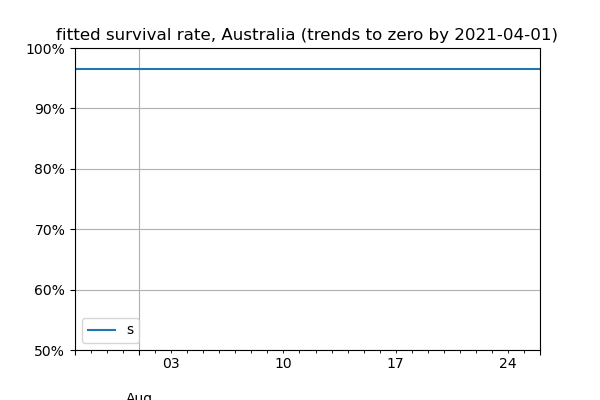 fitted survival rate, Australia (trends to zero by 2021-04-01)
100%
90%
80%
70%
60%
50%
s
03 10 17 24
Aug